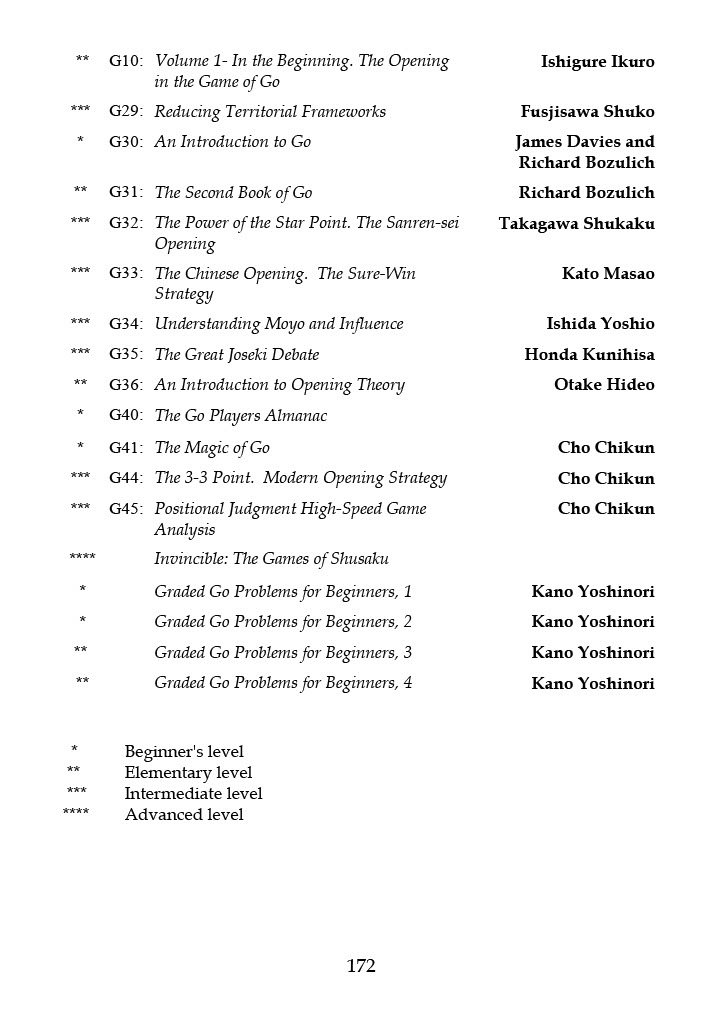 ** G10: Volume 1- In the Beginning. The Opening Ishigure Ikuro
in the Game of Go
*** G29: Reducing Territorial Frameworks Fusjisawa Shuko
* G30: An Introduction to Go James Davies and
Richard Bozulich
** G31: The Second Book of Go Richard Bozulich
*** G32: The Power of the Star Point. The Sanren-sei Takagawa Shukaku
Opening
*** G33: The Chinese Opening. The Sure-Win Kato Masao
Strategy
*** G34: Understanding Moyo and Influence Ishida Yoshio
*** G35: The Great Joseki Debate Honda Kunihisa
** G36: An Introduction to Opening Theory Otake Hideo
* G40: The Go Players Almanac
* G41: The Magic of Go Cho Chikun
*** G44: The 3-3 Point. Modern Opening Strategy Cho Chikun
*** G45: Positional Judgment High-Speed Game Cho Chikun
Analysis
**** Invincible: The Games of Shusaku
* Graded Go Problems for Beginners, 1 Kano Yoshinori
* Graded Go Problems for Beginners, 2 Kano Yoshinori
** Graded Go Problems for Beginners, 3 Kano Yoshinori
** Graded Go Problems for Beginners, 4 Kano Yoshinori
* Beginner's level
** Elementary level
*** Intermediate level
**** Advanced level
172